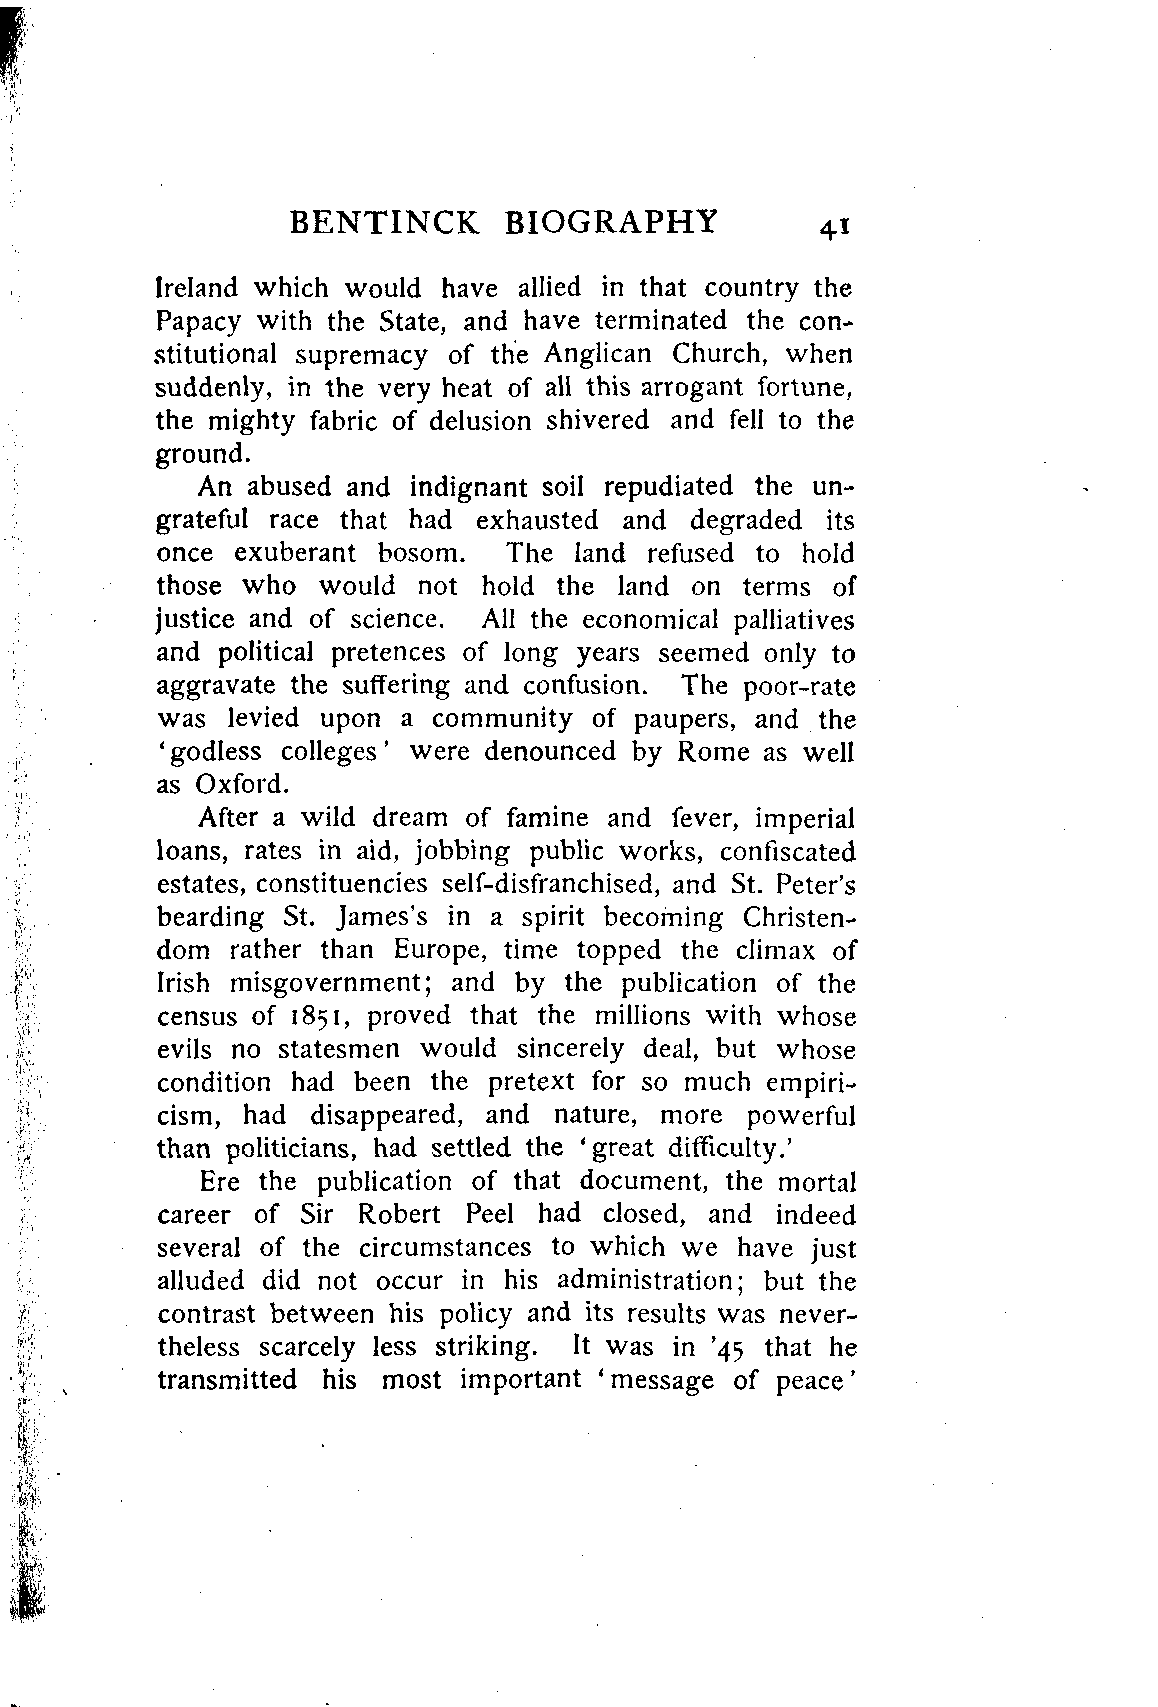 BENTINCK BIOGRAPHY 41
Ireland which would have allied in that country the
Papacy with the State, and have terminated the con-
stitutional supremacy of the Anglican Church, when
suddenly, in the very heat of all this arrogant fortune,
the mighty fabric of delusion shivered and fell to the
ground.
An abused and indignant soil repudiated the un-
grateful race that had exhausted and degraded its
once exuberant bosom. The land refused to hold
those who would not hold the land on terms of
justice and of science. All the economical palliatives
and political pretences of long years seemed only to
aggravate the suffering and confusion. The poor-rate
was levied upon a community of paupers, and the
‘godless colleges’ were denounced by Rome as well
as Oxford.
After a wild dream of famine and fever, imperial
loans, rates in aid, jobbing public works, confiscated
estates, constituencies self-disfranchised, and St. Peter's
bearding St. James's in a spirit becoming Christen-
dom rather than Europe, time topped the climax of
Irish misgovernment; and by the publication of the
census of 1851, proved that the millions with whose
evils no statesmen would sincerely deal, but whose
condition had been the pretext for so much empiri-
cism, had disappeared, and nature, more powerful
than politicians, had settled the ‘great difficulty.’
Ere the publication of that document, the mortal
career of Sir Robert Peel had closed, and indeed
several of the circumstances to which we have just
alluded did not occur in his administration; but the
contrast between his policy and its results was never-
theless scarcely less striking. It was in ’45 that he
transmitted his most important ‘message of peace’